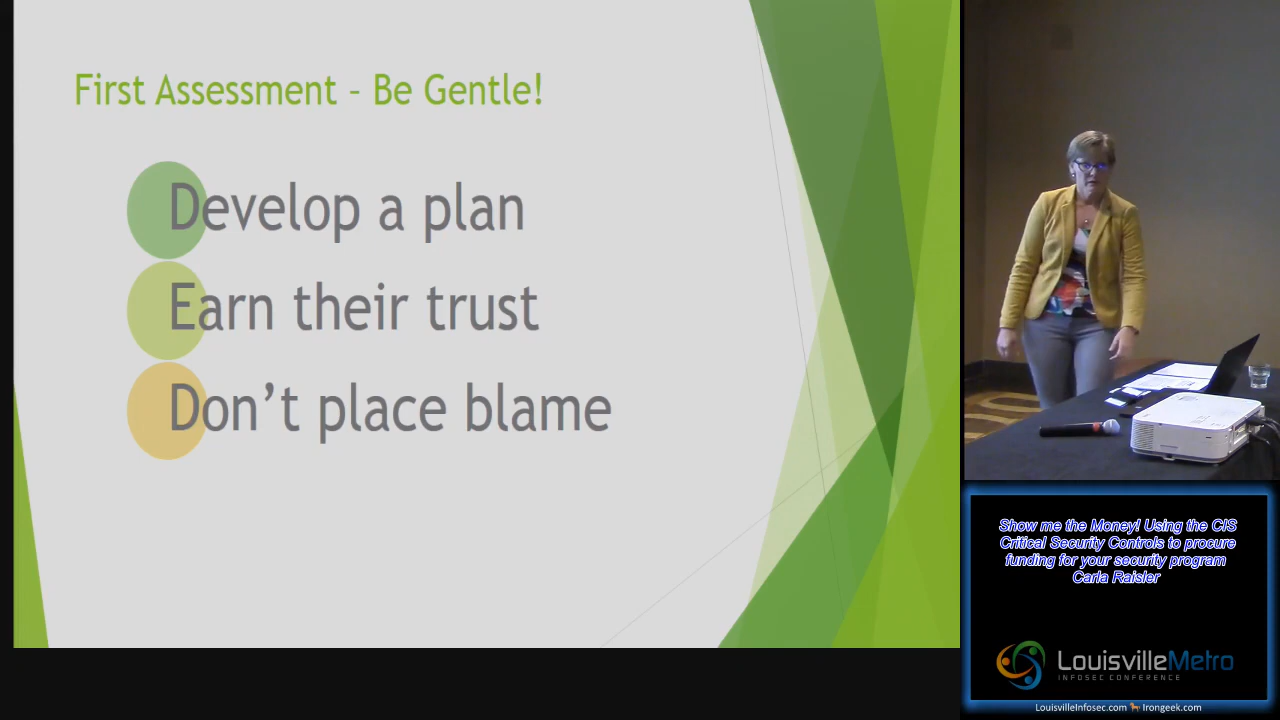 First Assessment – Be Gentle!
Develop a plan
Earn their trust
Don't place blame
Show me the Money! Using the CIS
Critical Security Controls to procure
funding for your security program
Carla Raisler
LouisvilleMetro
INFOSEC CONFERENCE
LouisvilleInfosec.com Irongeek.com